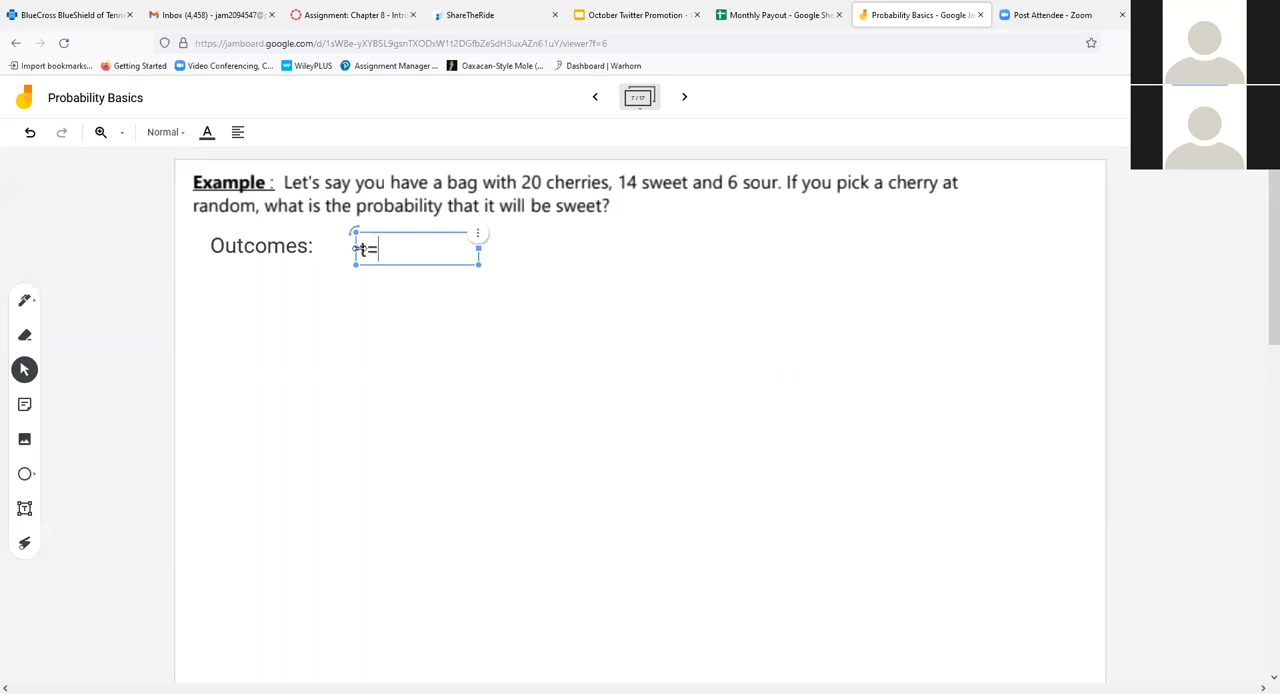 BlueCross BlueShield of Tenn
Inbox (4,458) - jam2094547@
Assignment: Chapter 8 - Intro
ShareTheRide
October Twitter Promotion -
Monthly Payout - Google She
Probability Basics - Google Ja
Post Attendee - Zoom
https://jamboard.google.com/d/1sWBe-yXYB5L9gsnTXODxW1t2DGfbZeSdH3uxAZn61uY/viewer?f=6
Import bookmarks...
Getting Started
Video Conferencing, C...
WileyPLUS
Assignment Manager ...
Oaxacan-Style Mole (...
Dashboard | Warhorn
Probability Basics
7 / 17
Normal
Example : Let's say you have a bag with 20 cherries, 14 sweet and 6 sour. If you pick a cherry at
random, what is the probability that it will be sweet?
Outcomes:
t=